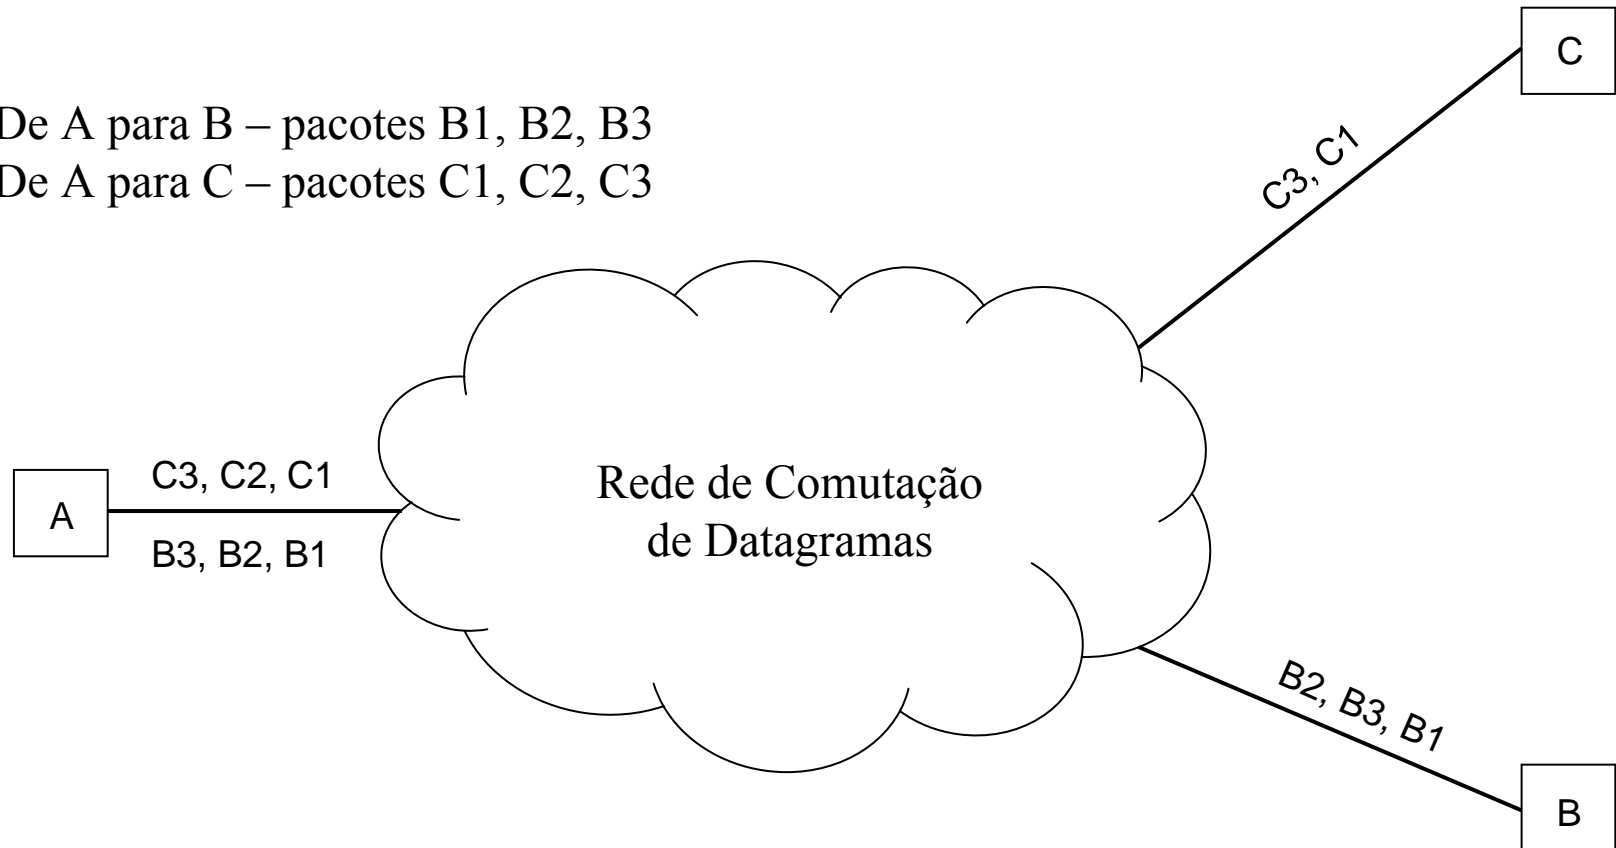 De A para B – pacotes B1, B2, B3
De A para C – pacotes C1, C2, C3
C
C3, C1
C3, C2, C1
A
B3, B2, B1
Rede de Comutação
de Datagramas
B2, B3, B1
B